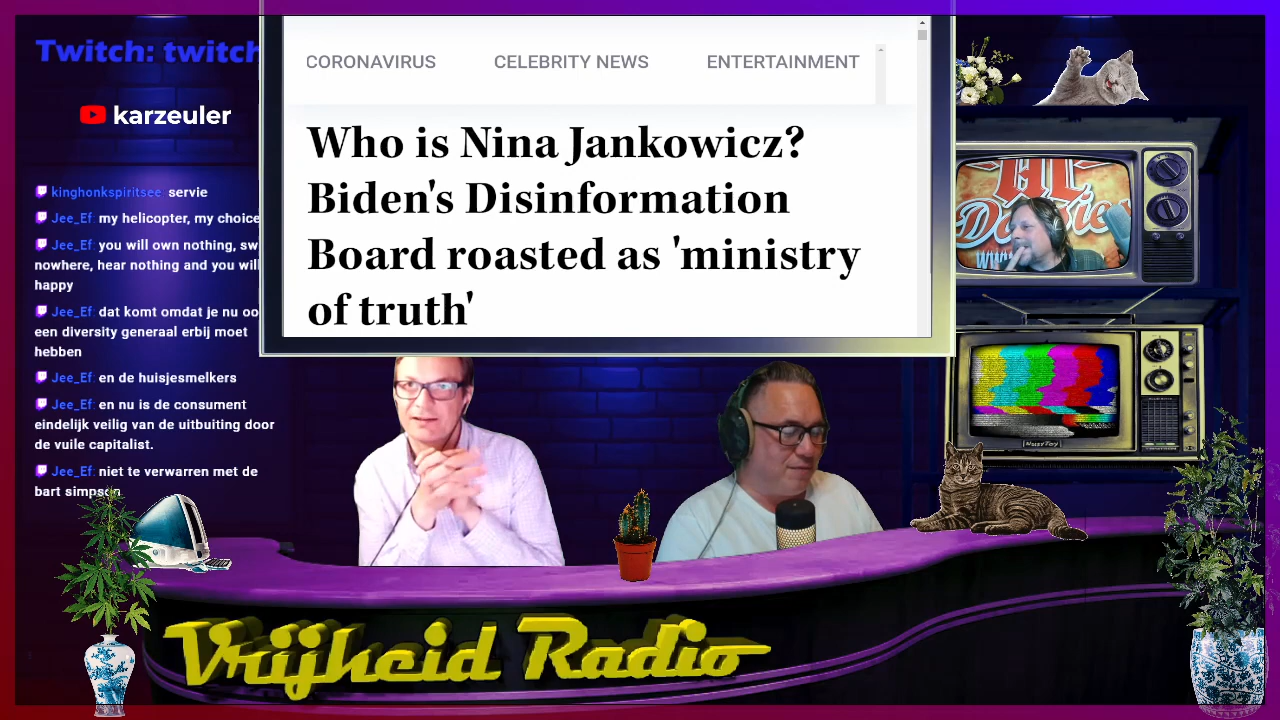 Twitch: twitch
karzeuler
kinghonkspiritsee: servie
Jee_Ef: my helicopter, my choice
Jee_Ef: you will own nothing, sw
nowhere, hear nothing and you wil
happy
Jee_Ef: dat komt omdat je nu oo
een diversity generaal erbij moet
hebben
Jee_Ef: en de huisjesmelkers
Jee_Ef: en nu is de consument
eindelijk veilig van de uitbuiting door
de vuile capitalist.
Jee_Ef: niet te verwarren met de
bart simpson
CORONAVIRUS CELEBRITY NEWS ENTERTAINMENT
Who is Nina Jankowicz?
Biden's Disinformation
Board roasted as 'ministry
of truth'
Vrijheid Radio